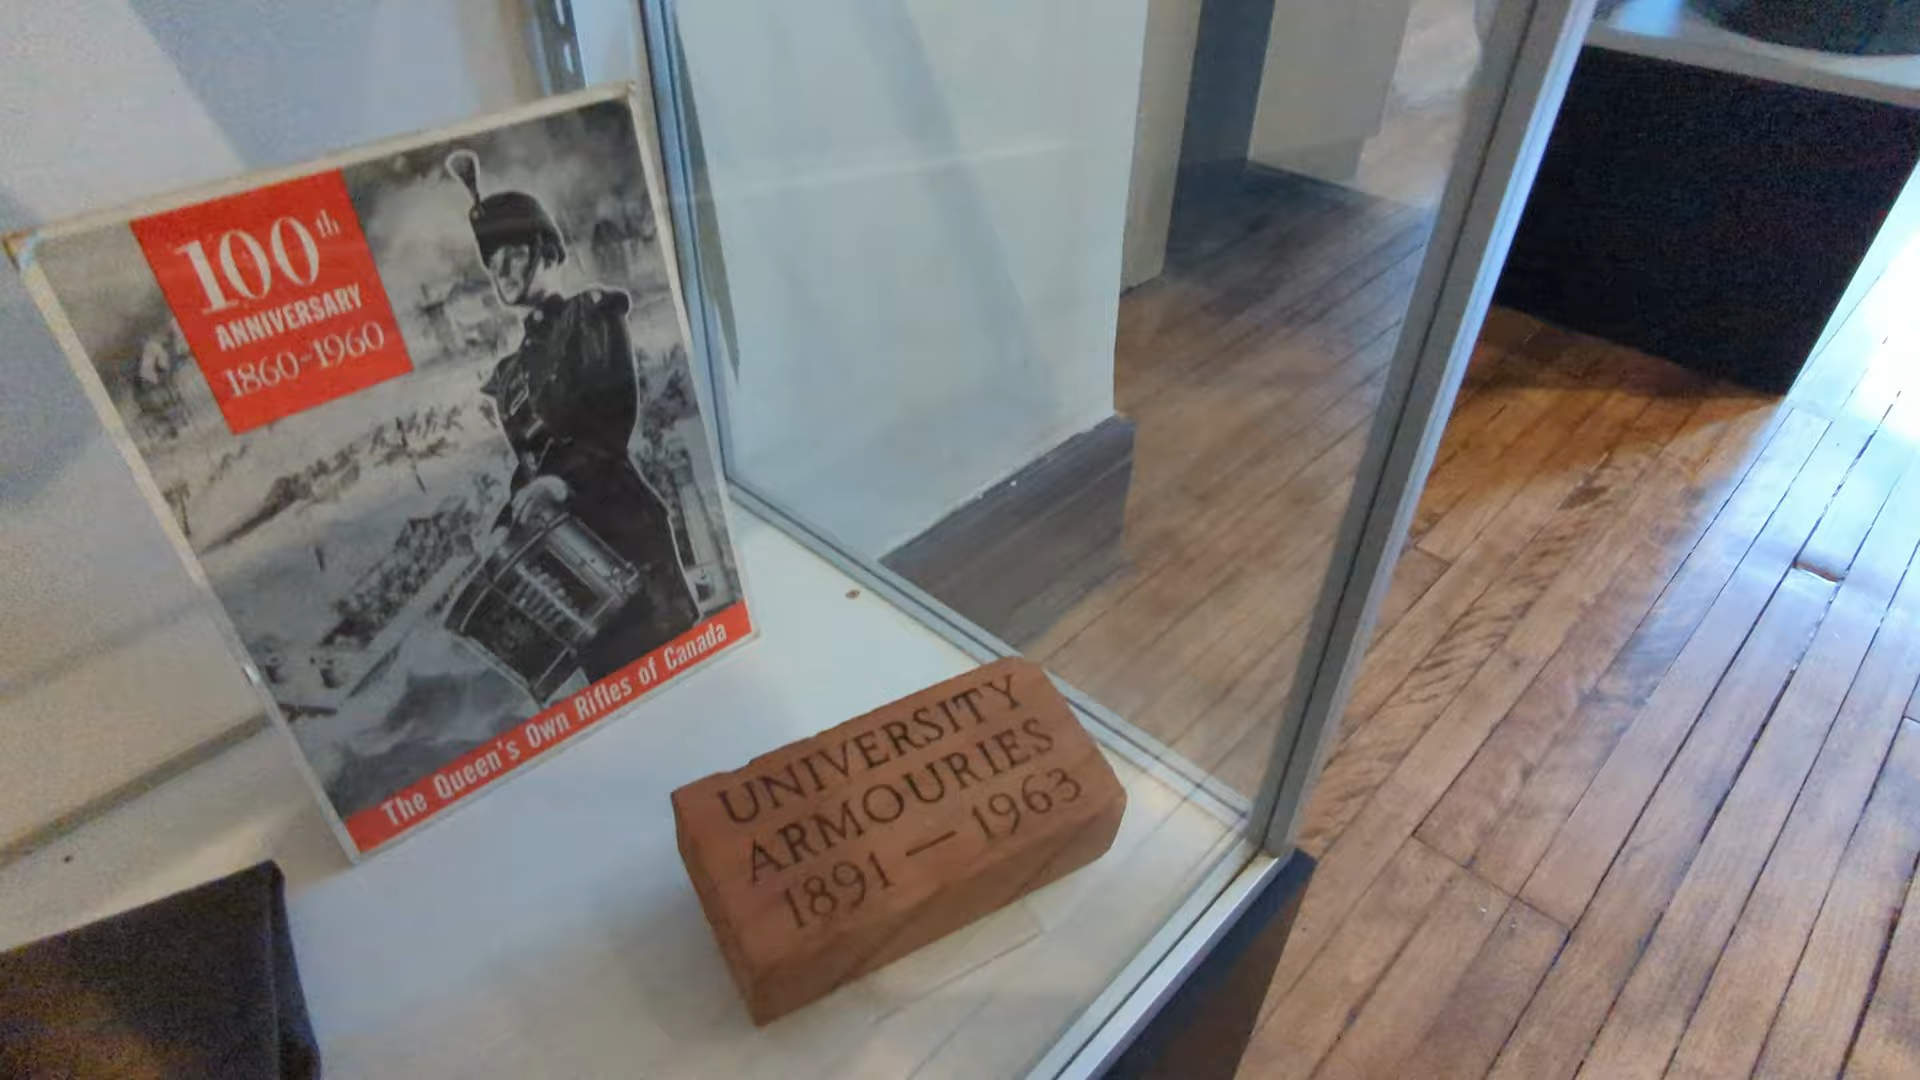 100th
ANNIVERSARY
1860-1960
The Queen's Own Rifles of Canada
UNIVERSITY
ARMOURIES
1891 — 1963